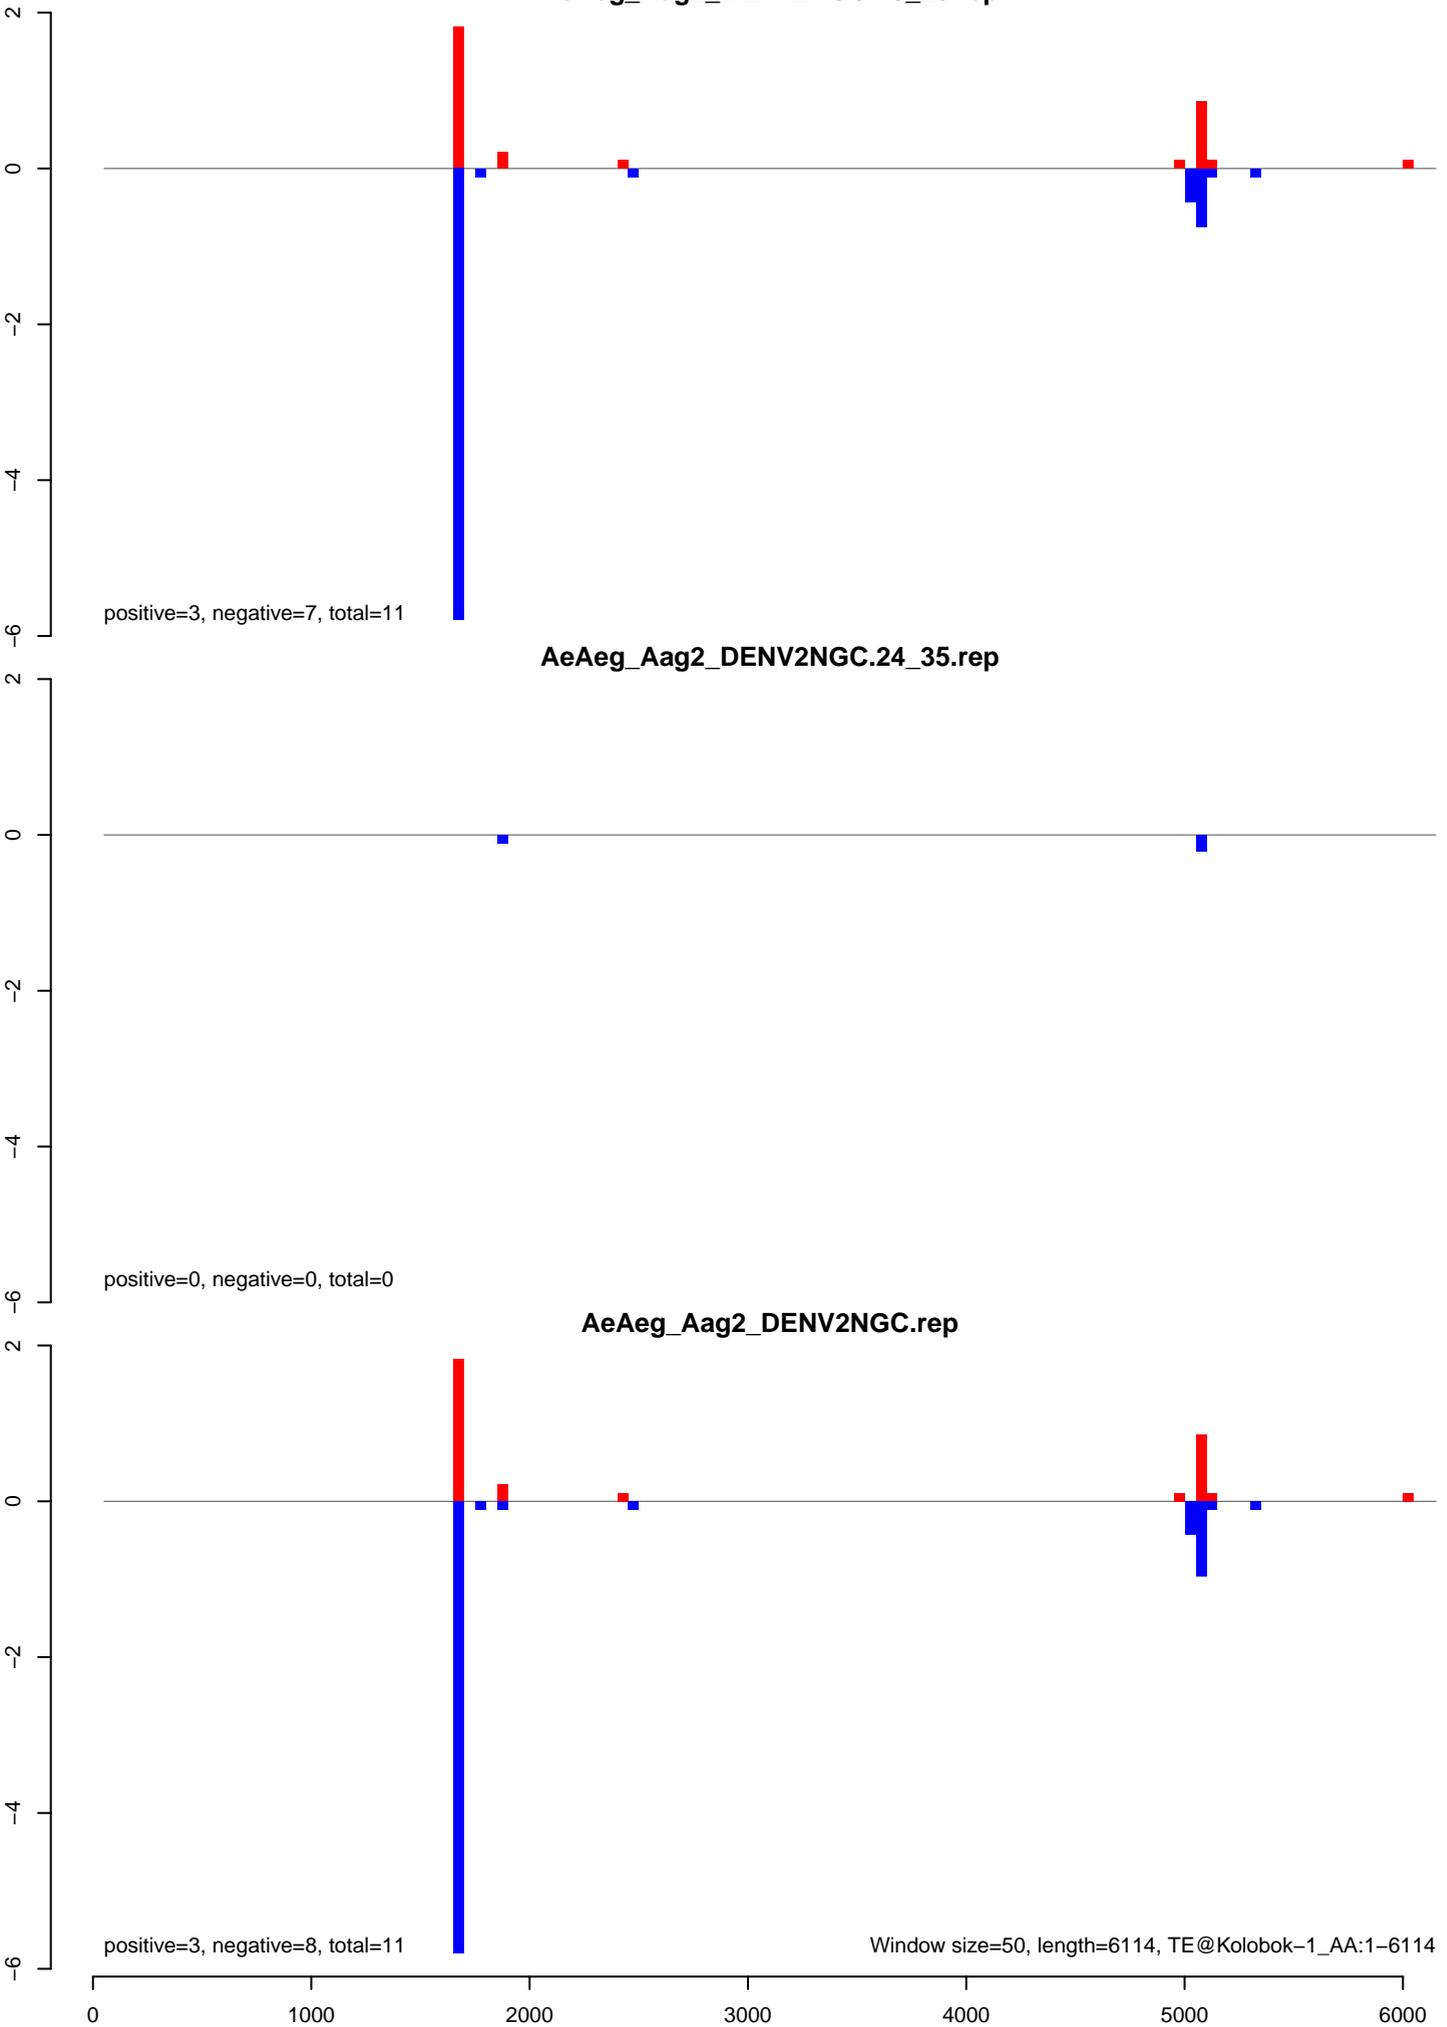 2
0
−2
−4
−6
positive=3, negative=7, total=11
AeAeg_Aag2_DENV2NGC.24_35.rep
2
0
−2
−4
−6
positive=0, negative=0, total=0
AeAeg_Aag2_DENV2NGC.rep
2
0
−2
−4
−6
positive=3, negative=8, total=11
Window size=50, length=6114, TE@Kolobok−1_AA:1−6114
0 1000 2000 3000 4000 5000 6000